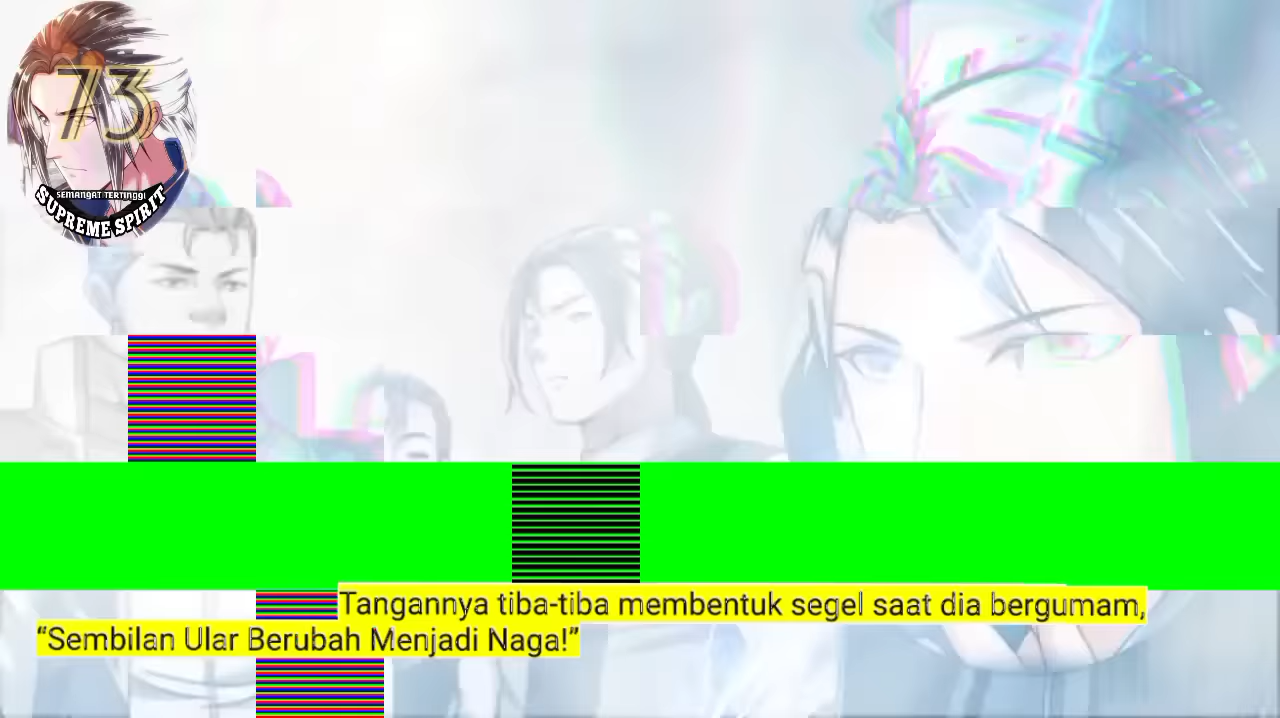 73
SEMANGAT TERTINGGI
SUPREME SPIRIT
Tangannya tiba-tiba membentuk segel saat dia bergumam,
“Sembilan Ular Berubah Menjadi Naga!”